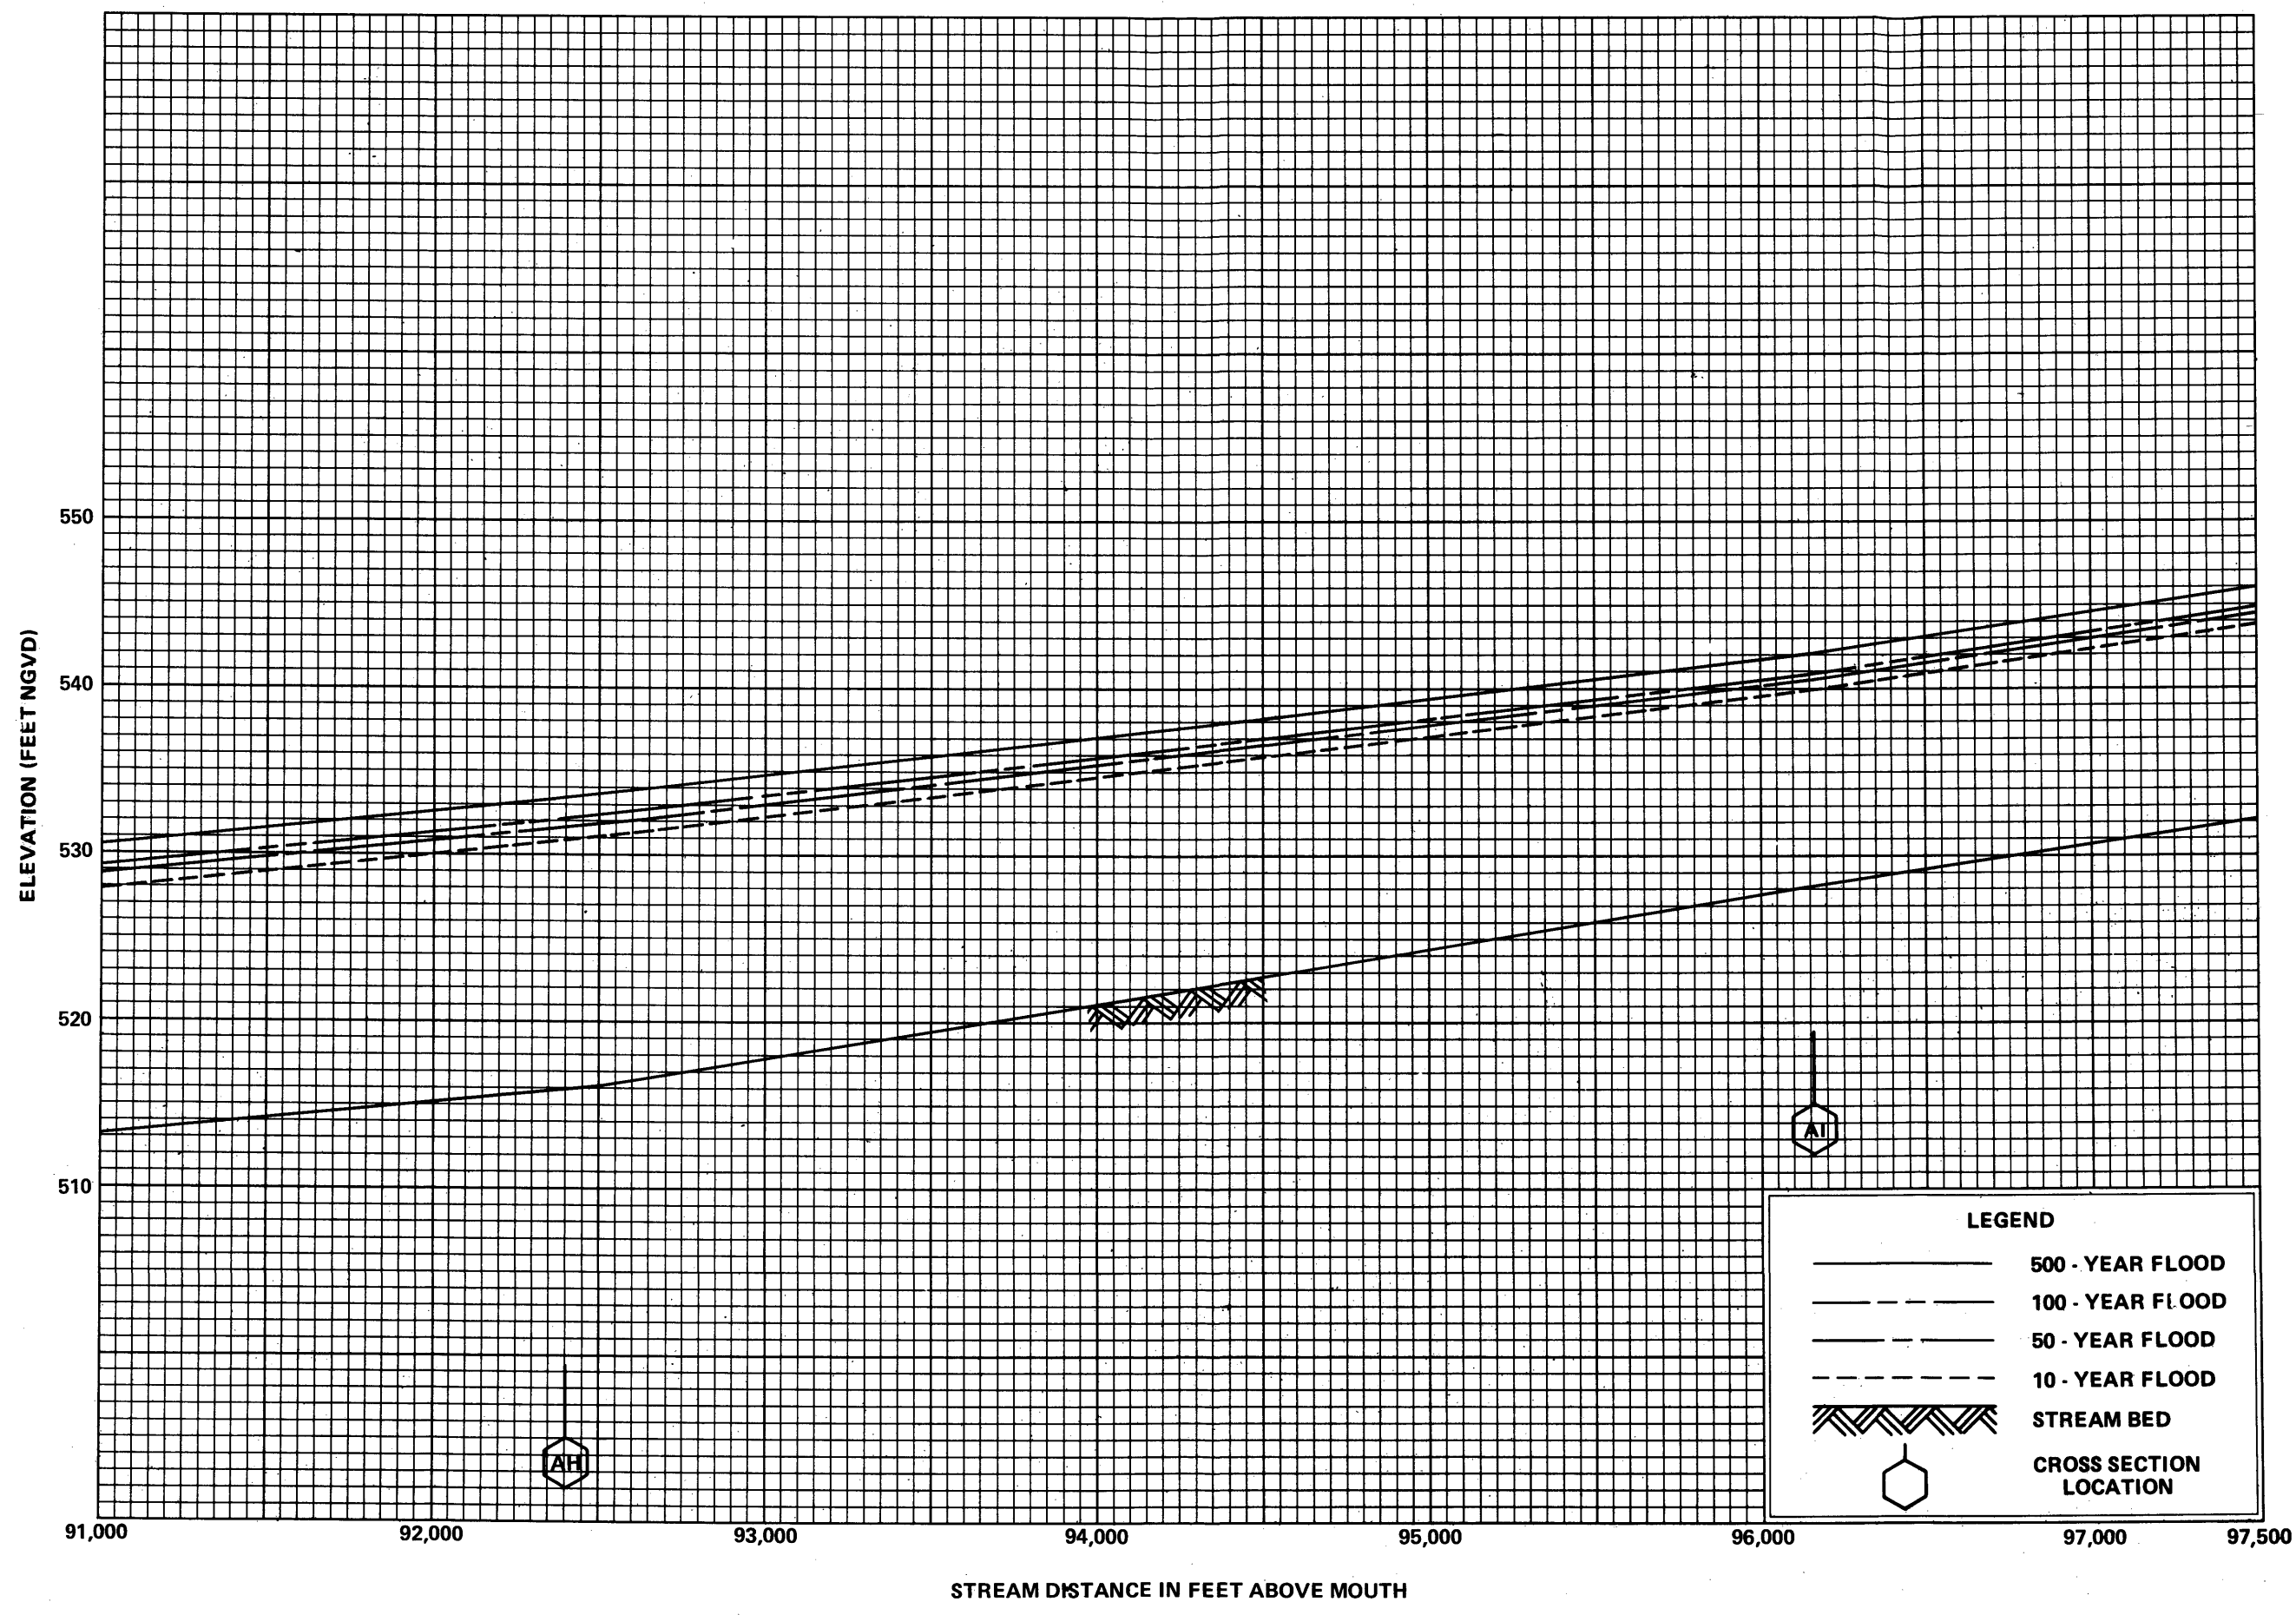 550
540
530
520
510
ELEVATION (FEET NGVD)
AH
AI
LEGEND
500 - YEAR FLOOD
100 - YEAR FLOOD
50 - YEAR FLOOD
10 - YEAR FLOOD
STREAM BED
CROSS SECTION
LOCATION
91,000
92,000
93,000
94,000
95,000
96,000
97,000
97,500
STREAM DISTANCE IN FEET ABOVE MOUTH